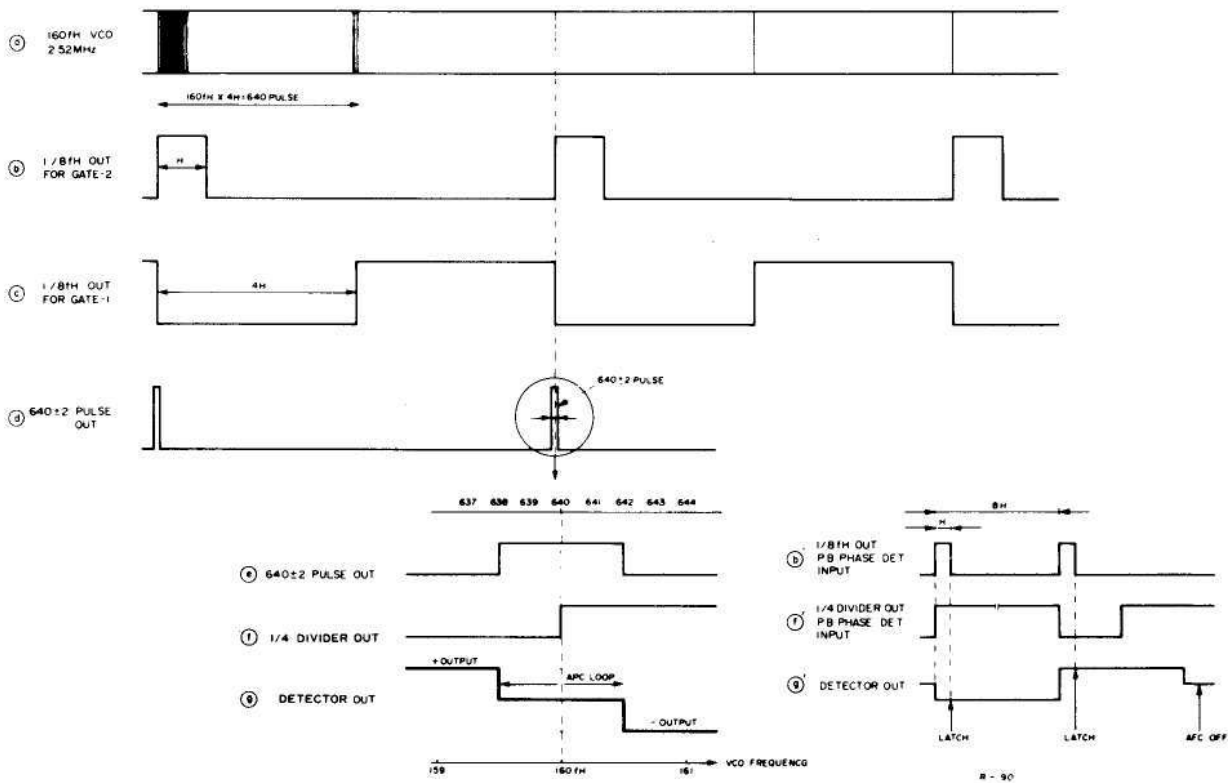 ⓐ 160fH VCO
2.52MHz
160fH X 4H=640 PULSE
ⓑ 1/8fH OUT
FOR GATE-2
H
ⓒ 1/8fH OUT
FOR GATE-1
4H
ⓓ 640±2 PULSE
OUT
640±2 PULSE
637 638 639 640 641 642 643 644
ⓔ 640±2 PULSE OUT
ⓕ 1/4 DIVIDER OUT
+OUTPUT
APC LOOP
ⓖ DETECTOR OUT
-OUTPUT
159 160fH 161 VCO FREQUENCG
8H
H
ⓑ' 1/8fH OUT
PB PHASE DET
INPUT
ⓕ' 1/4 DIVIDER OUT
PB PHASE DET
INPUT
ⓖ' DETECTOR OUT
LATCH LATCH AFC OFF
R-90